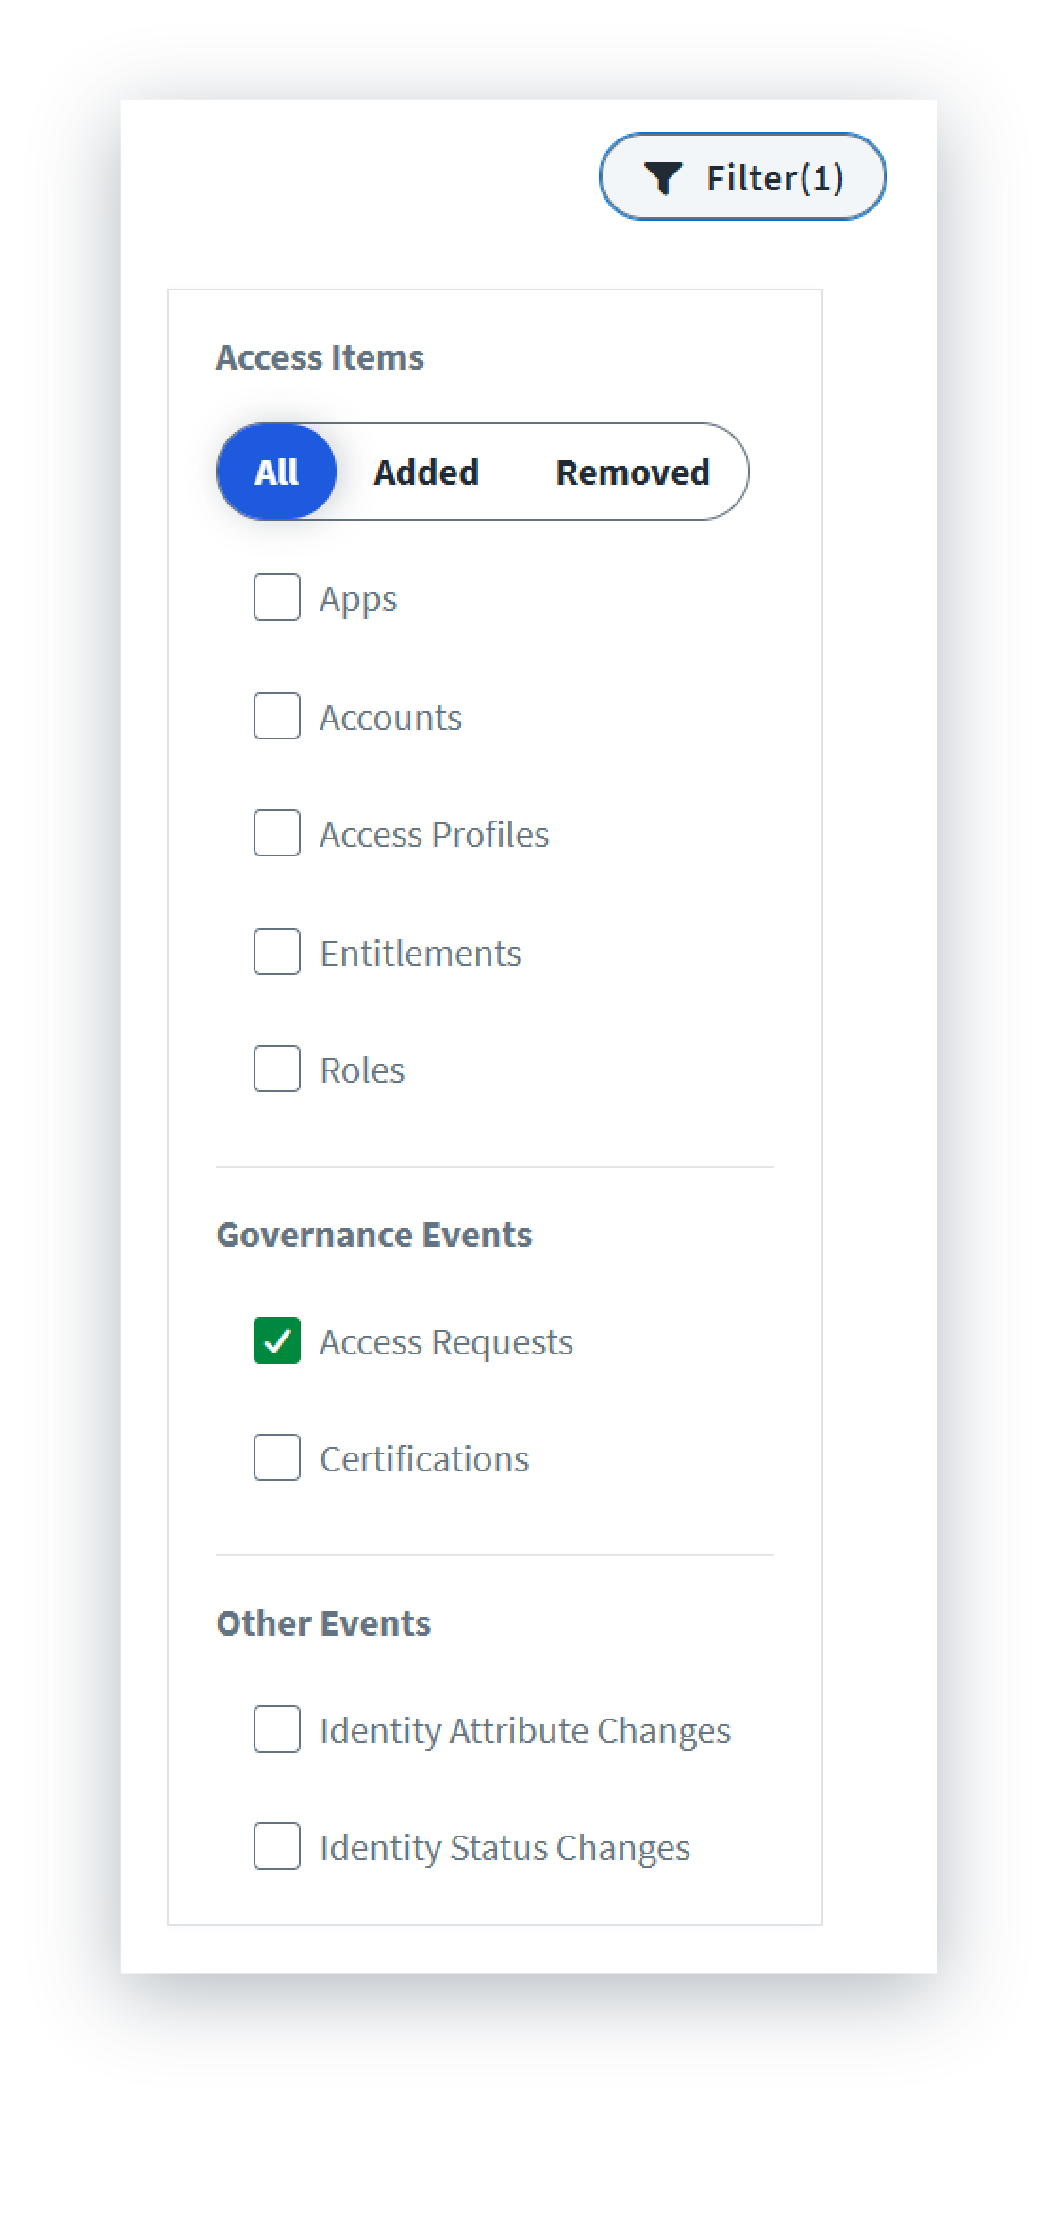 Filter(1)
Access Items
All Added Removed
Apps
Accounts
Access Profiles
Entitlements
Roles
Governance Events
Access Requests
Certifications
Other Events
Identity Attribute Changes
Identity Status Changes